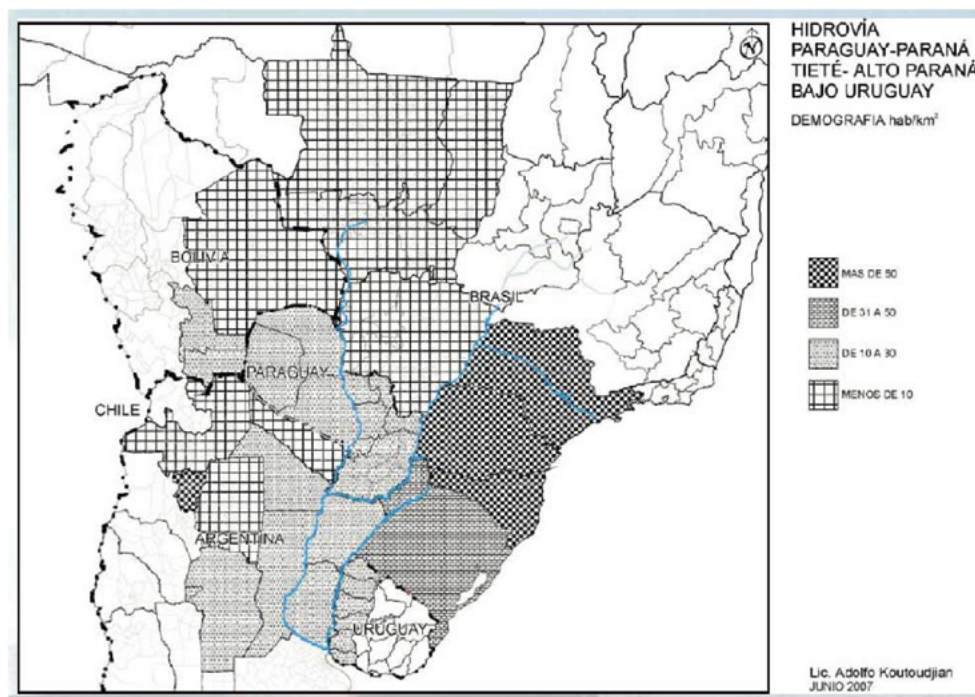 HIDROVÍA
PARAGUAY-PARANÁ
TIETÉ- ALTO PARANÁ
BAJO URUGUAY
DEMOGRAFIA hab/km²
N
BOLIVIA
BRASIL
PARAGUAY
CHILE
ARGENTINA
URUGUAY
MAS DE 50
DE 31 A 50
DE 10 A 30
MENOS DE 10
Lic. Adolfo Koutoudjian
JUNIO 2007